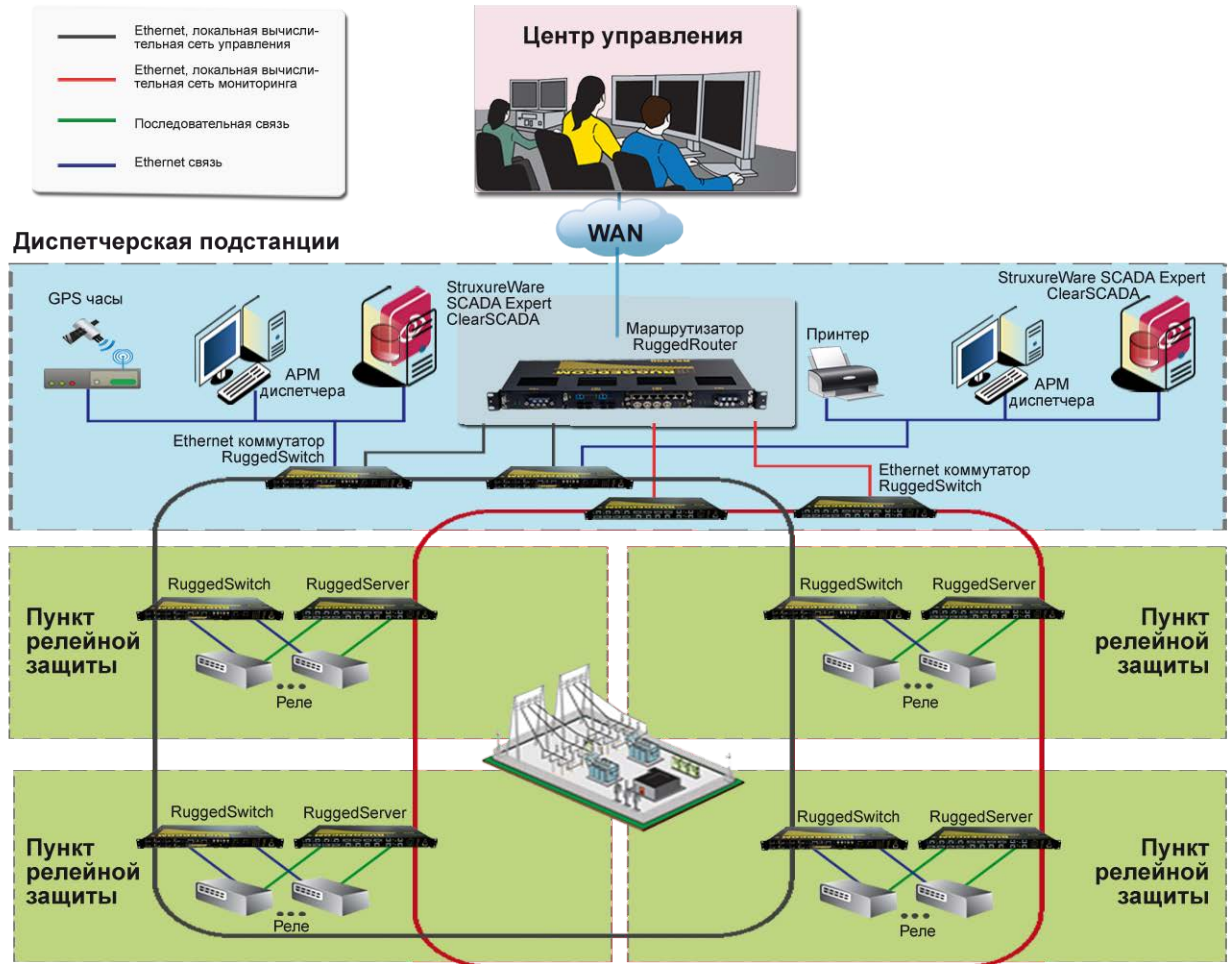 Ethernet, локальная вычисли-
тельная сеть управления
Ethernet, локальная вычисли-
тельная сеть мониторинга
Последовательная связь
Ethernet связь
Центр управления
WAN
Диспетчерская подстанции
GPS часы
АРМ
диспетчера
StruxureWare
SCADA Expert
ClearSCADA
Маршрутизатор
RuggedRouter
Принтер
StruxureWare SCADA Expert
ClearSCADA
АРМ
диспетчера
Ethernet коммутатор
RuggedSwitch
Ethernet коммутатор
RuggedSwitch
Пункт
релейной
защиты
RuggedSwitch
RuggedServer
Реле
RuggedSwitch
RuggedServer
Реле
Пункт
релейной
защиты
Пункт
релейной
защиты
RuggedSwitch
RuggedServer
Реле
RuggedSwitch
RuggedServer
Реле
Пункт
релейной
защиты